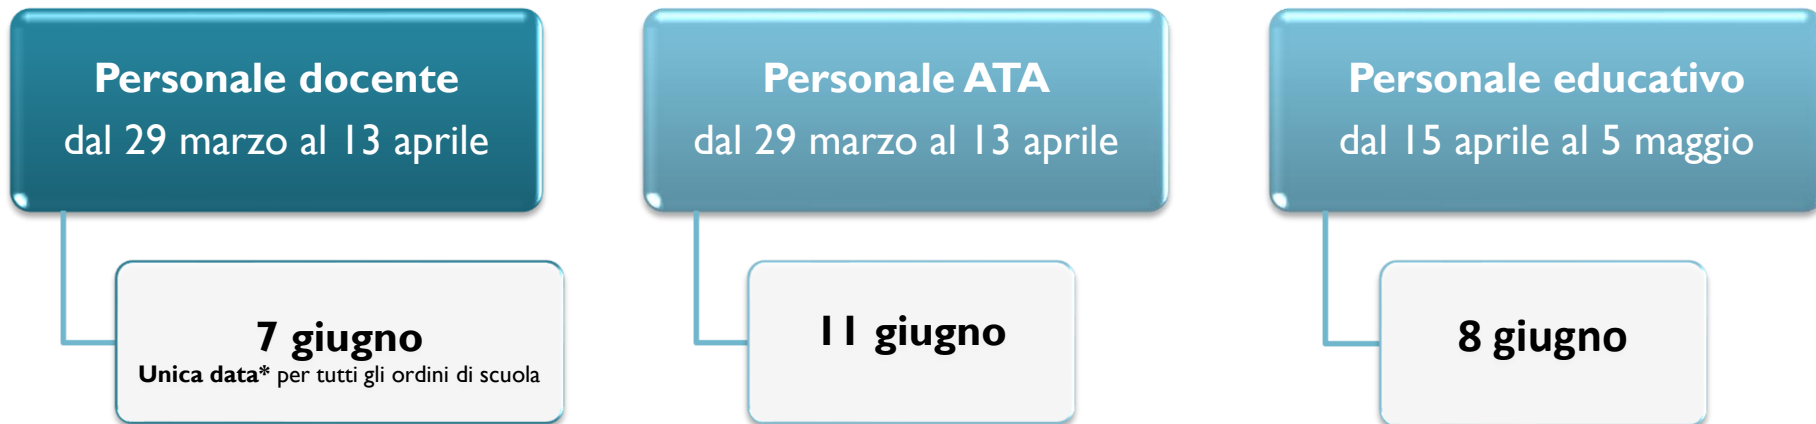 Personale docente
dal 29 marzo al 13 aprile
7 giugno
Unica data* per tutti gli ordini di scuola
Personale ATA
dal 29 marzo al 13 aprile
11 giugno
Personale educativo
dal 15 aprile al 5 maggio
8 giugno